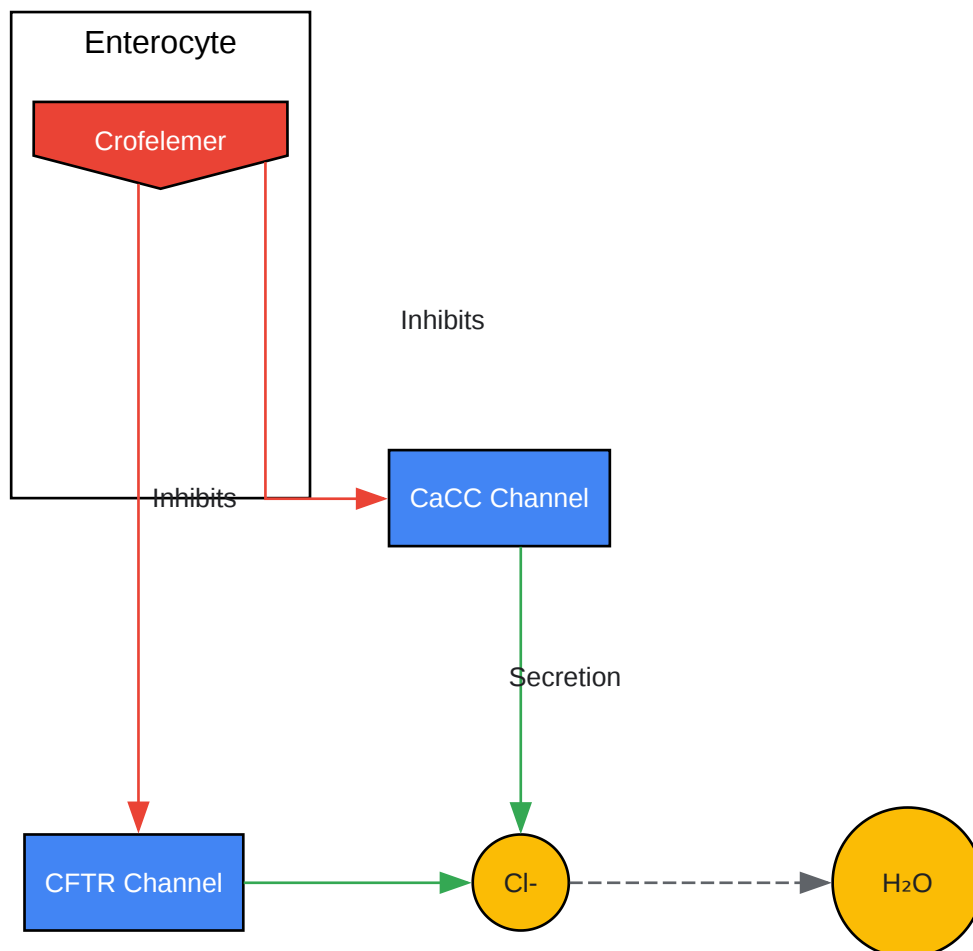 Enterocyte
Crofelemer
Inhibits
Inhibits
CaCC Channel
Secretion
CFTR Channel
Cl-
H₂O